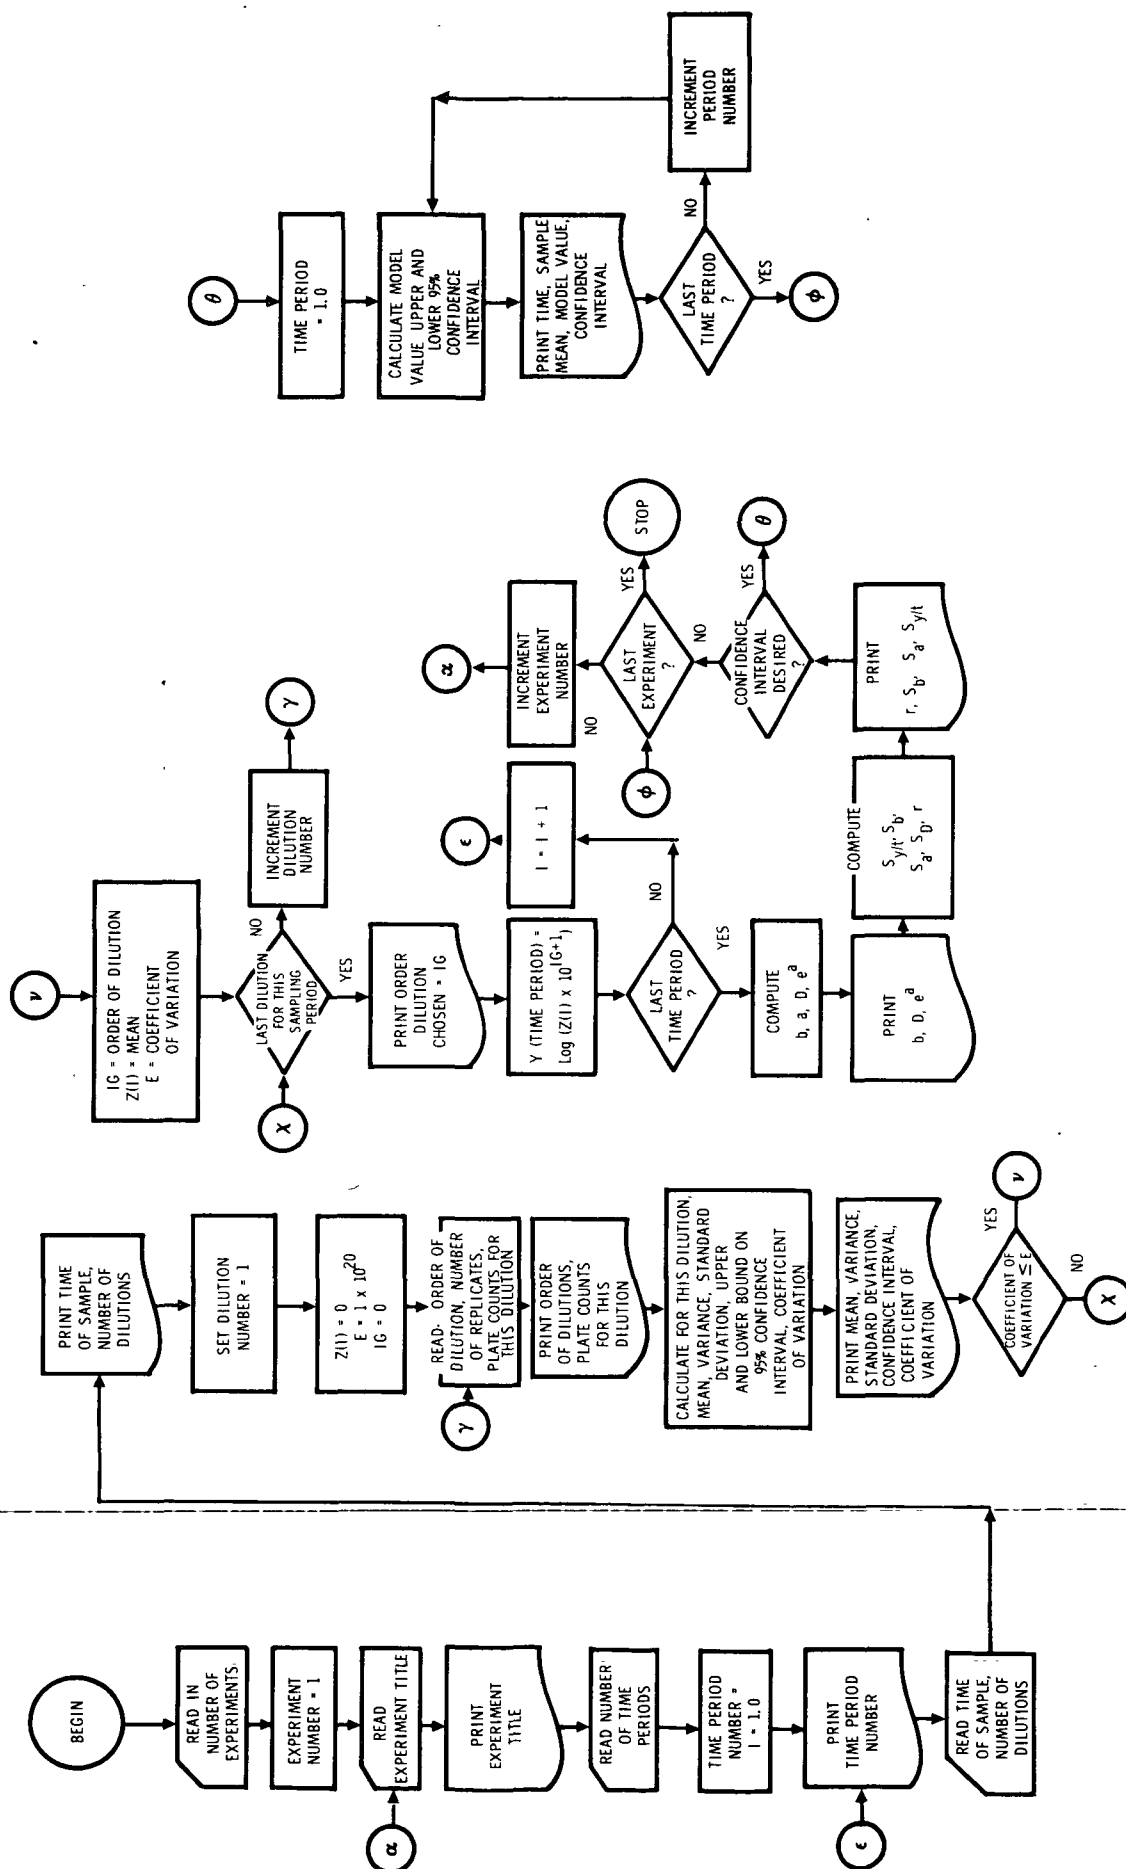 BEGIN
READ IN
NUMBER OF
EXPERIMENTS
EXPERIMENT
NUMBER = 1
α
READ
EXPERIMENT TITLE
PRINT
EXPERIMENT
TITLE
READ NUMBER
OF TIME
PERIODS
TIME PERIOD
NUMBER =
I = 1.0
ϵ
PRINT
TIME PERIOD
NUMBER
READ TIME
OF SAMPLE,
NUMBER OF
DILUTIONS
PRINT TIME
OF SAMPLE,
NUMBER OF
DILUTIONS
SET DILUTION
NUMBER = 1
Z(I) = 0
E = 1 x 10^20
IG = 0
γ
READ- ORDER OF
DILUTION, NUMBER
OF REPLICATES,
PLATE COUNTS FOR
THIS DILUTION
PRINT ORDER
OF DILUTIONS,
PLATE COUNTS
FOR THIS
DILUTION
CALCULATE FOR THIS DILUTION,
MEAN, VARIANCE, STANDARD
DEVIATION, UPPER
AND LOWER BOUND ON
95% CONFIDENCE
INTERVAL, COEFFICIENT
OF VARIATION
PRINT MEAN, VARIANCE,
STANDARD DEVIATION,
CONFIDENCE INTERVAL,
COEFFICIENT OF
VARIATION
COEFFICIENT OF
VARIATION ≤ E
YES
ν
NO
χ
ν
IG = ORDER OF DILUTION
Z(I) = MEAN
E = COEFFICIENT
OF VARIATION
χ
LAST DILUTION
FOR THIS
SAMPLING
PERIOD
NO
INCREMENT
DILUTION
NUMBER
γ
YES
PRINT ORDER
DILUTION
CHOSEN = IG
Y (TIME PERIOD) =
Log (Z(I) x 10^IG+1)
LAST
TIME PERIOD
?
NO
I = I + 1
ϵ
YES
COMPUTE
b, a, D, e^a
PRINT
b, D, e^a
COMPUTE
S_y/t, S_b,
S_a, S_D, r
PRINT
r, S_b, S_a, S_y/t
CONFIDENCE
INTERVAL
DESIRED
?
YES
θ
NO
ϕ
LAST
EXPERIMENT
?
YES
STOP
NO
INCREMENT
EXPERIMENT
NUMBER
α
θ
TIME PERIOD
= 1.0
CALCULATE MODEL
VALUE UPPER AND
LOWER 95%
CONFIDENCE
INTERVAL
PRINT TIME, SAMPLE
MEAN, MODEL VALUE,
CONFIDENCE
INTERVAL
LAST
TIME PERIOD
?
NO
INCREMENT
PERIOD
NUMBER
YES
ϕ